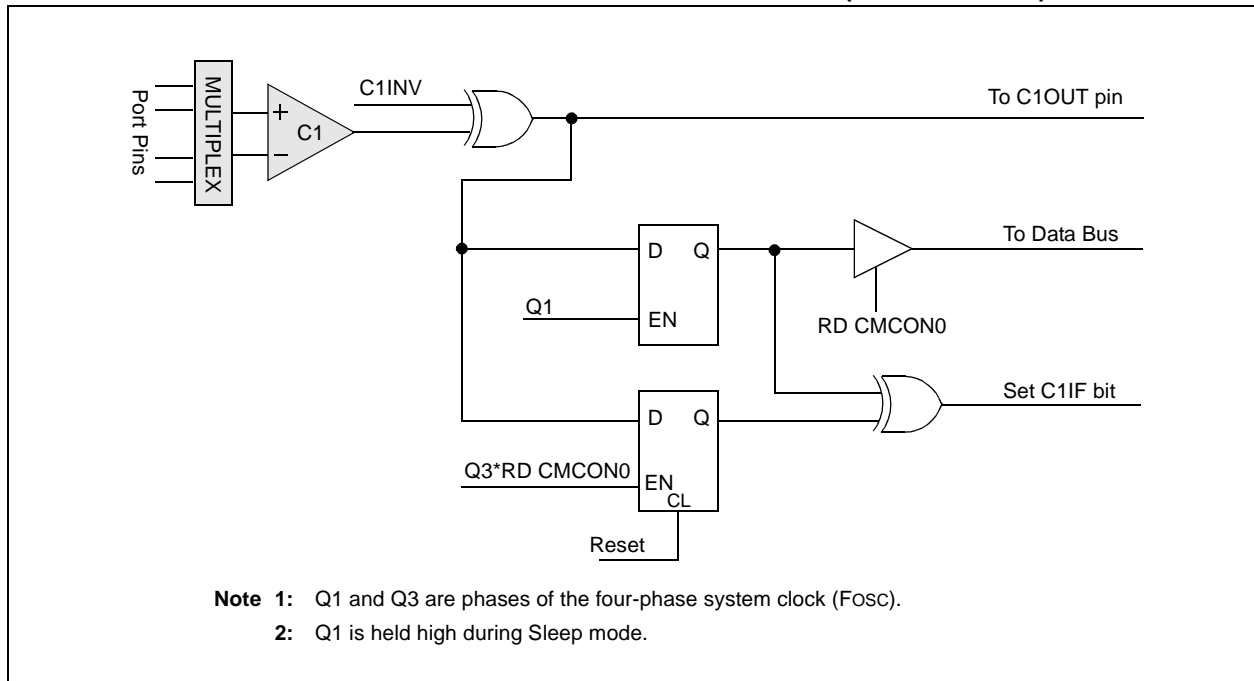 C1INV
To C1OUT pin
MULTIPLEX
Port Pins
+
C1
–
D Q
To Data Bus
Q1
EN
RD CMCON0
Set C1IF bit
D Q
Q3*RD CMCON0
EN
CL
Reset
Note 1: Q1 and Q3 are phases of the four-phase system clock (FOSC).
2: Q1 is held high during Sleep mode.